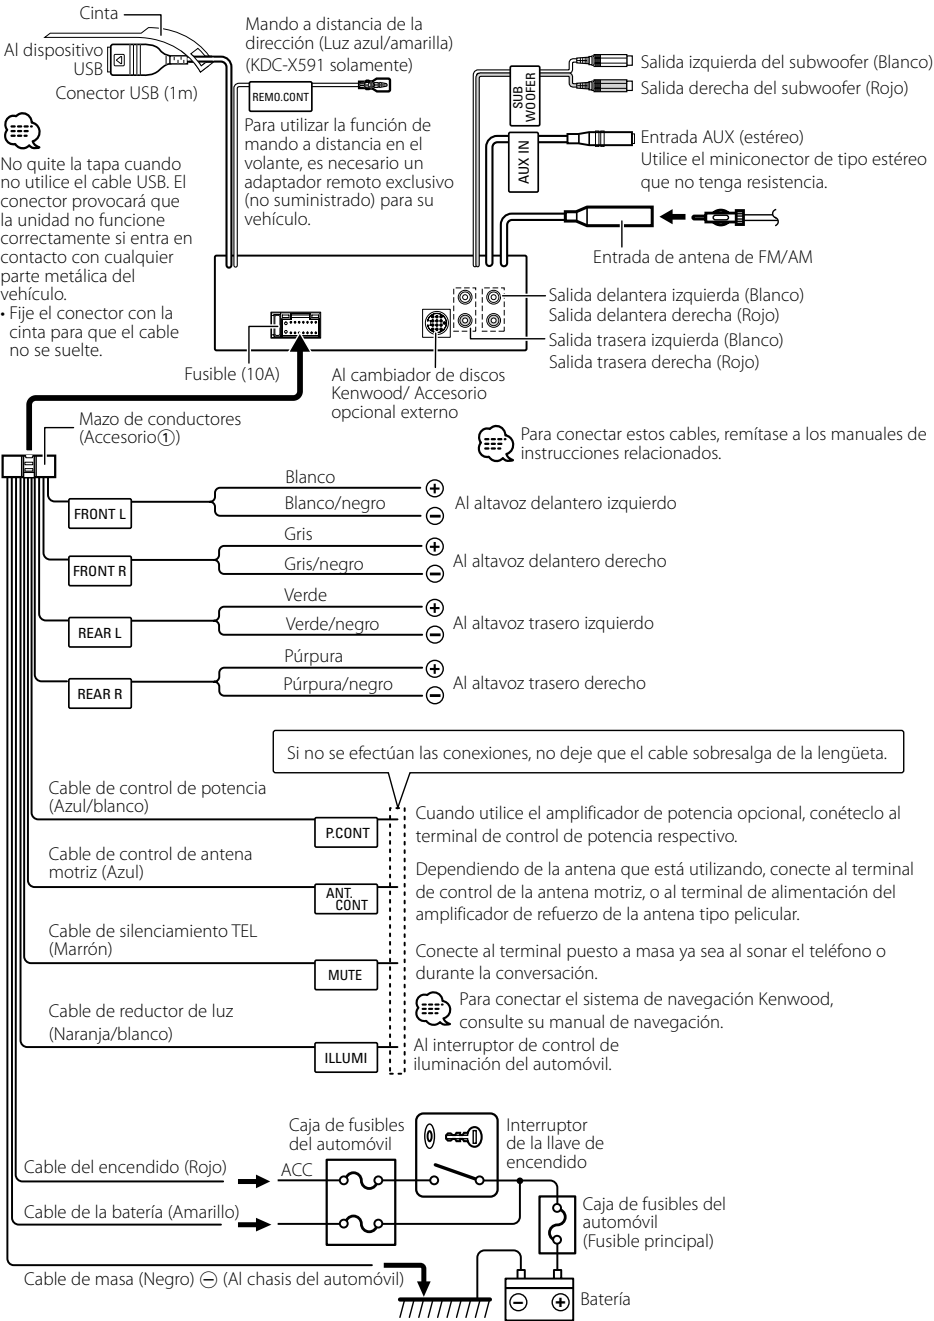 Cinta
Al dispositivo
USB
Conector USB (1m)
No quite la tapa cuando
no utilice el cable USB. El
conector provocará que
la unidad no funcione
correctamente si entra en
contacto con cualquier
parte metálica del
vehículo.
• Fije el conector con la
cinta para que el cable
no se suelte.
Mando a distancia de la
dirección (Luz azul/amarilla)
(KDC-X591 solamente)
REMO.CONT
Para utilizar la función de
mando a distancia en el
volante, es necesario un
adaptador remoto exclusivo
(no suministrado) para su
vehículo.
SUB
WOOFER
Salida izquierda del subwoofer (Blanco)
Salida derecha del subwoofer (Rojo)
AUX IN
Entrada AUX (estéreo)
Utilice el miniconector de tipo estéreo
que no tenga resistencia.
Entrada de antena de FM/AM
Salida delantera izquierda (Blanco)
Salida delantera derecha (Rojo)
Salida trasera izquierda (Blanco)
Salida trasera derecha (Rojo)
Fusible (10A)
Al cambiador de discos
Kenwood/ Accesorio
opcional externo
Mazo de conductores
(Accesorio①)
Para conectar estos cables, remítase a los manuales de
instrucciones relacionados.
FRONT L
Blanco
⊕
Blanco/negro
⊖
Al altavoz delantero izquierdo
FRONT R
Gris
⊕
Gris/negro
⊖
Al altavoz delantero derecho
REAR L
Verde
⊕
Verde/negro
⊖
Al altavoz trasero izquierdo
REAR R
Púrpura
⊕
Púrpura/negro
⊖
Al altavoz trasero derecho
Si no se efectúan las conexiones, no deje que el cable sobresalga de la lengüeta.
Cable de control de potencia
(Azul/blanco)
P.CONT
Cuando utilice el amplificador de potencia opcional, conéteclo al
terminal de control de potencia respectivo.
Cable de control de antena
motriz (Azul)
ANT.
CONT
Dependiendo de la antena que está utilizando, conecte al terminal
de control de la antena motriz, o al terminal de alimentación del
amplificador de refuerzo de la antena tipo pelicular.
Cable de silenciamiento TEL
(Marrón)
MUTE
Conecte al terminal puesto a masa ya sea al sonar el teléfono o
durante la conversación.
Para conectar el sistema de navegación Kenwood,
consulte su manual de navegación.
Cable de reductor de luz
(Naranja/blanco)
ILLUMI
Al interruptor de control de
iluminación del automóvil.
Caja de fusibles
del automóvil
Interruptor
de la llave de
encendido
Cable del encendido (Rojo)
ACC
Cable de la batería (Amarillo)
Caja de fusibles del
automóvil
(Fusible principal)
Cable de masa (Negro) ⊖ (Al chasis del automóvil)
⊖
⊕
Batería